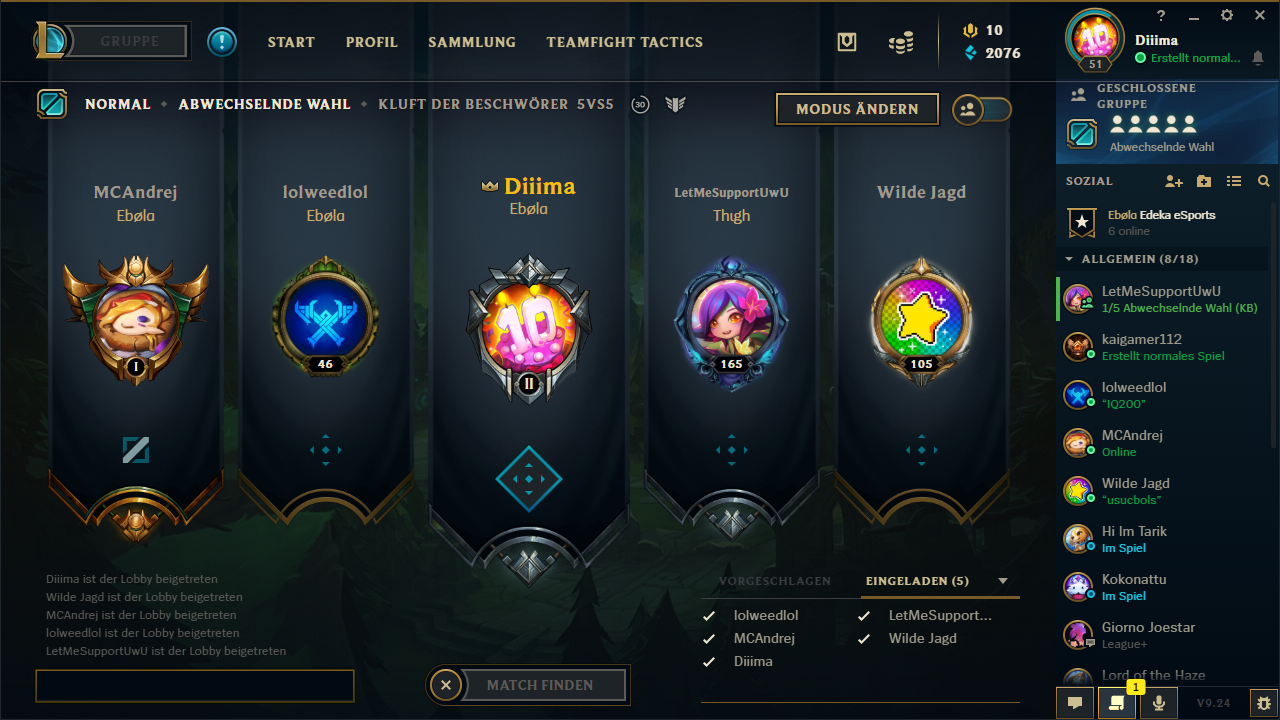 GRUPPE
START
PROFIL
SAMMLUNG
TEAMFIGHT TACTICS
10
2076
?
Diiima
51
Erstellt normal...
NORMAL
ABWECHSELNDE WAHL
KLUFT DER BESCHWÖRER 5VS5
30
MODUS ÄNDERN
GESCHLOSSENE
GRUPPE
Abwechselnde Wahl
MCAndrej
Ebøla
I
lolweedlol
Ebøla
46
Diiima
Ebøla
10
II
LetMeSupportUwU
Thıgh
165
Wilde Jagd
105
SOZIAL
Ebøla Edeka eSports
6 online
ALLGEMEIN (8/18)
LetMeSupportUwU
1/5 Abwechselnde Wahl (KB)
kaigamer112
Erstellt normales Spiel
lolweedlol
"IQ200"
MCAndrej
Online
Wilde Jagd
"usucbols"
Hi Im Tarik
Im Spiel
Kokonattu
Im Spiel
Giorno Joestar
League+
Lord of the Haze
Diiima ist der Lobby beigetreten
Wilde Jagd ist der Lobby beigetreten
MCAndrej ist der Lobby beigetreten
lolweedlol ist der Lobby beigetreten
LetMeSupportUwU ist der Lobby beigetreten
MATCH FINDEN
VORGESCHLAGEN
EINGELADEN (5)
lolweedlol
LetMeSupport...
MCAndrej
Wilde Jagd
Diiima
1
V9.24